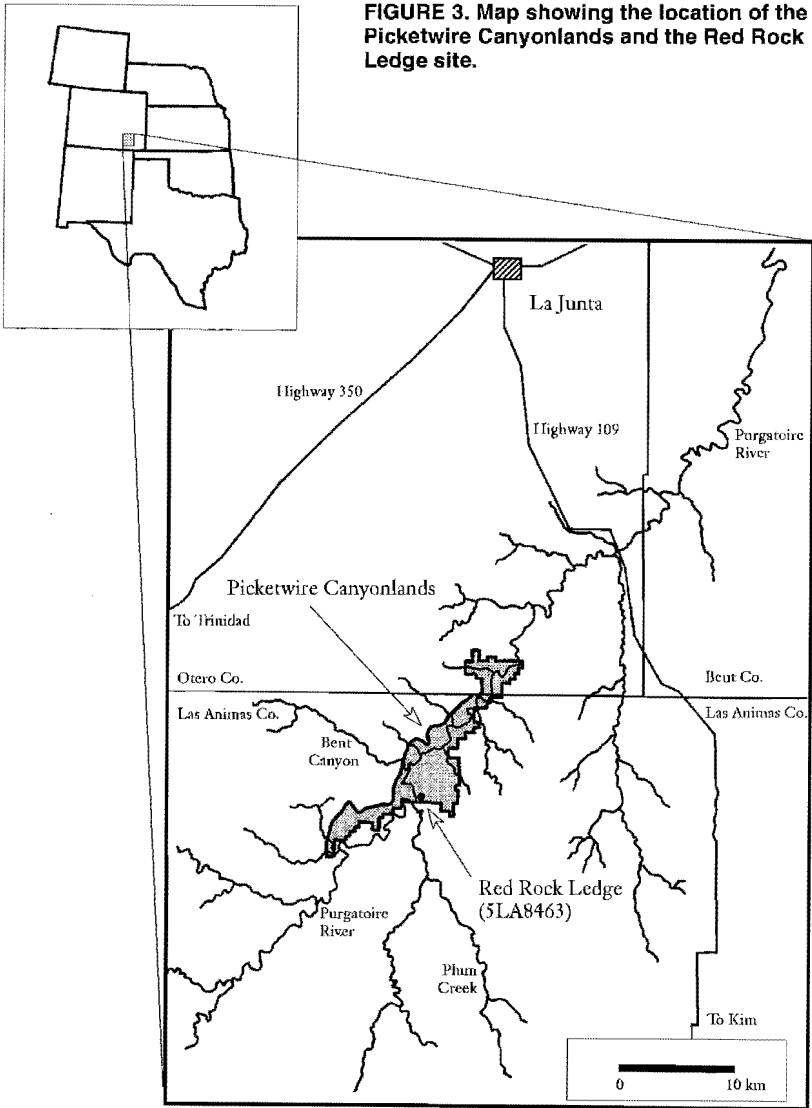 FIGURE 3. Map showing the location of the
Picketwire Canyonlands and the Red Rock
Ledge site.
La Junta
Highway 350
Highway 109
Purgatoire
River
Picketwire Canyonlands
To Trinidad
Otero Co.
Bent Co.
Las Animas Co.
Las Animas Co.
Bent
Canyon
Red Rock Ledge
(5LA8463)
Purgatoire
River
Plum
Creek
To Kim
0 10 km